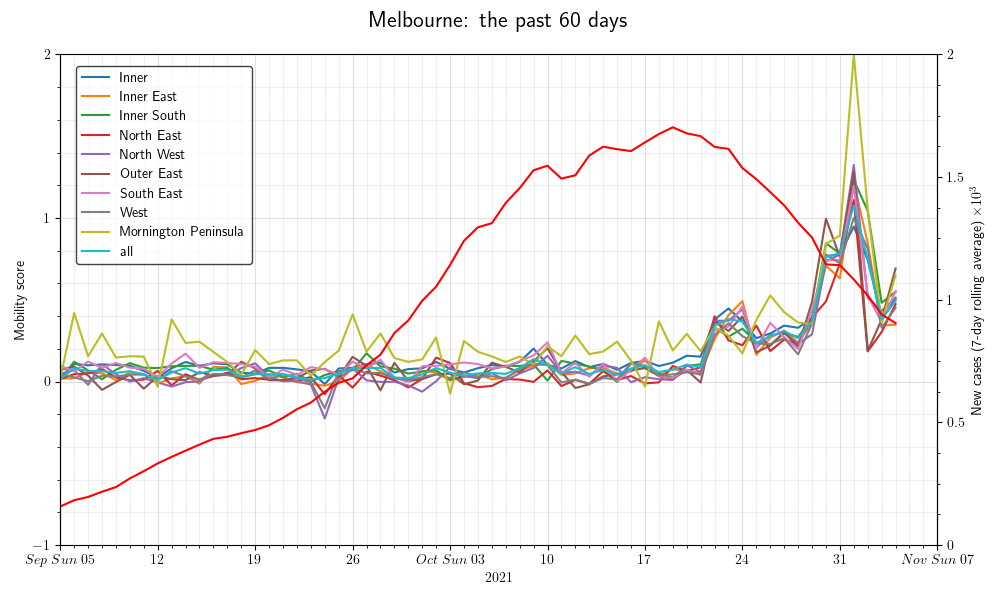 Melbourne: the past 60 days
2
1
0
−1
Mobility score
Inner
Inner East
Inner South
North East
North West
Outer East
South East
West
Mornington Peninsula
all
2
1.5
1
0.5
0
New cases (7-day rolling average) ×10³
Sep Sun 05 12 19 26 Oct Sun 03 10 17 24 31 Nov Sun 07
2021